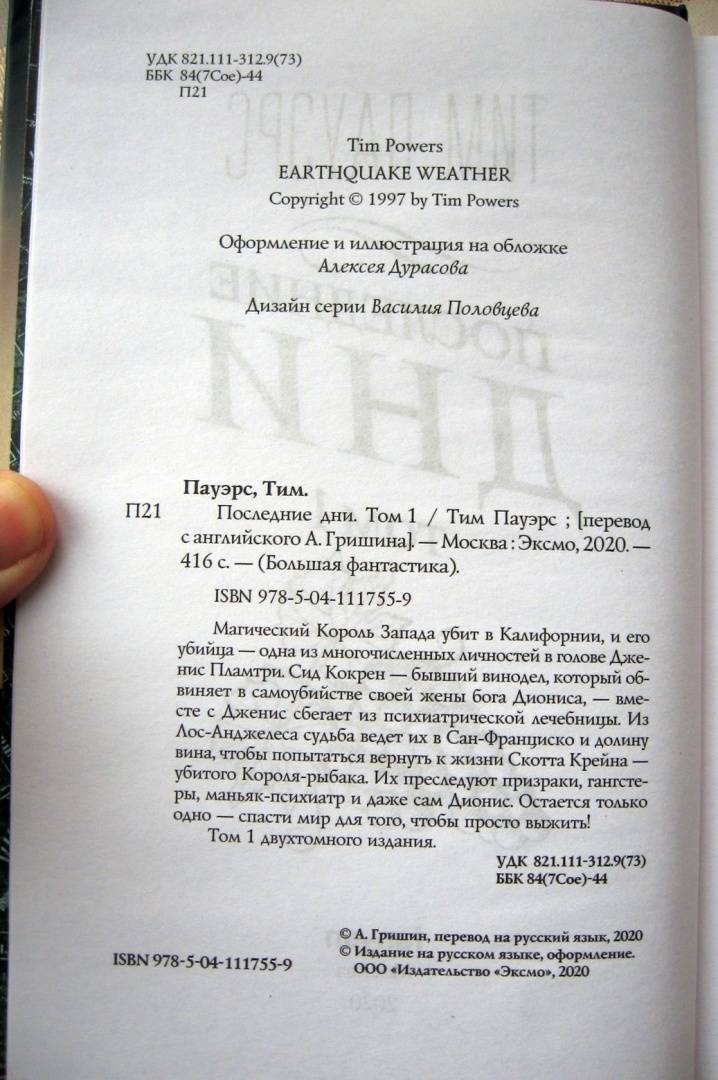 УДК 821.111-312.9(73)
ББК 84(7Сое)-44
П21
Tim Powers
EARTHQUAKE WEATHER
Copyright © 1997 by Tim Powers
Оформление и иллюстрация на обложке
Алексея Дурасова
Дизайн серии Василия Половцева
Пауэрс, Тим.
П21 Последние дни. Том 1 / Тим Пауэрс ; [перевод
с английского А. Гришина]. — Москва : Эксмо, 2020. —
416 с. — (Большая фантастика).
ISBN 978-5-04-111755-9
Магический Король Запада убит в Калифорнии, и его
убийца — одна из многочисленных личностей в голове Дже-
нис Пламтри. Сид Кокрен — бывший винодел, который об-
виняет в самоубийстве своей жены бога Диониса, — вме-
сте с Дженис сбегает из психиатрической лечебницы. Из
Лос-Анджелеса судьба ведет их в Сан-Франциско и долину
вина, чтобы попытаться вернуть к жизни Скотта Крейна —
убитого Короля-рыбака. Их преследуют призраки, гангсте-
ры, маньяк-психиатр и даже сам Дионис. Остается только
одно — спасти мир для того, чтобы просто выжить!
Том 1 двухтомного издания.
УДК 821.111-312.9(73)
ББК 84(7Сое)-44
© А. Гришин, перевод на русский язык, 2020
© Издание на русском языке, оформление.
ООО «Издательство «Эксмо», 2020
ISBN 978-5-04-111755-9
ТИМ ПАУЭРС
ПОСЛЕДНИЕ
ДНИ
2020